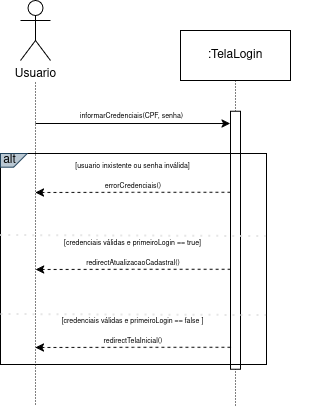 Usuario
:TelaLogin
informarCredenciais(CPF, senha)
alt
[usuario inxistente ou senha inválida]
errorCredenciais()
[credenciais válidas e primeiroLogin == true]
redirectAtualizacaoCadastral()
[credenciais válidas e primeiroLogin == false ]
redirectTelaInicial()